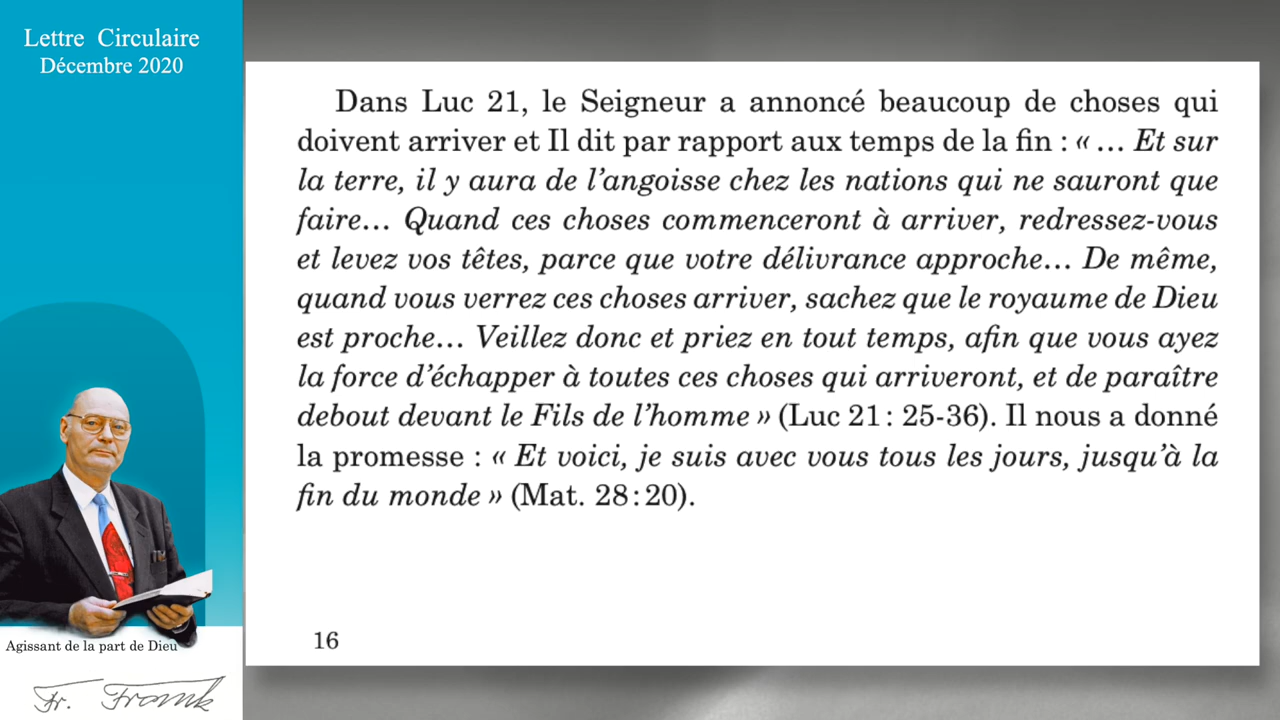 Lettre Circulaire
Décembre 2020
Dans Luc 21, le Seigneur a annoncé beaucoup de choses qui
doivent arriver et Il dit par rapport aux temps de la fin : « … Et sur
la terre, il y aura de l’angoisse chez les nations qui ne sauront que
faire… Quand ces choses commenceront à arriver, redressez-vous
et levez vos têtes, parce que votre délivrance approche… De même,
quand vous verrez ces choses arriver, sachez que le royaume de Dieu
est proche… Veillez donc et priez en tout temps, afin que vous ayez
la force d’échapper à toutes ces choses qui arriveront, et de paraître
debout devant le Fils de l’homme » (Luc 21 : 25-36). Il nous a donné
la promesse : « Et voici, je suis avec vous tous les jours, jusqu’à la
fin du monde » (Mat. 28 : 20).
16
Agissant de la part de Dieu
Fr. Frank